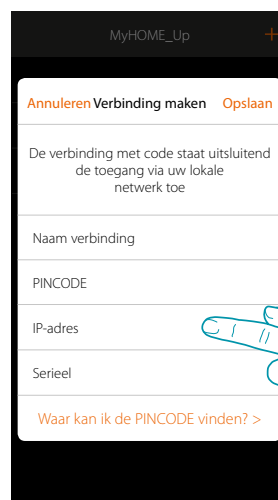 MyHOME_Up +
Annuleren Verbinding maken Opslaan
De verbinding met code staat uitsluitend
de toegang via uw lokale
netwerk toe
Naam verbinding
PINCODE
IP-adres
Serieel
Waar kan ik de PINCODE vinden? >